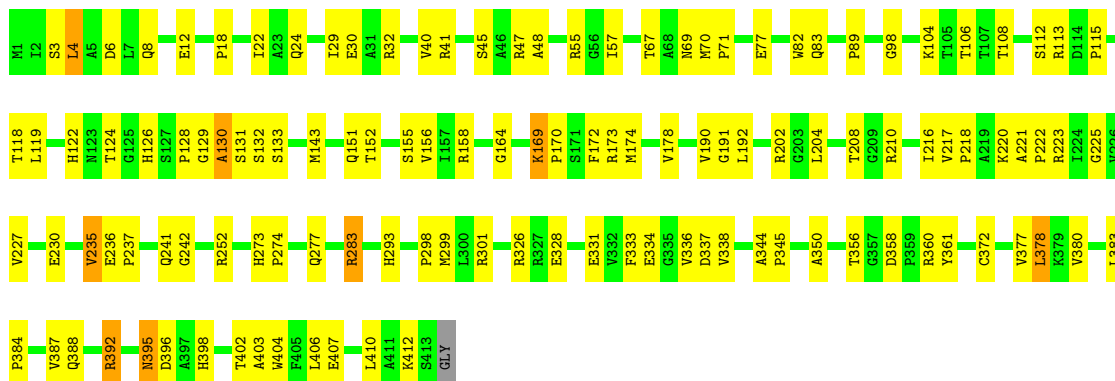 M1 I2 S3 L4 A5 D6 L7 Q8 E12 P18 I22 A23 Q24 I29 E30 A31 R32 V40 R41 S45 A46 R47 A48 R55 G56 I57 T67 A68 N69 M70 P71 E77 W82 Q83 P89 G98 K104 T105 T106 T107 T108 S112 R113 D114 P115
T118 L119 H122 N123 T124 G125 H126 S127 P128 G129 A130 S131 S132 S133 M143 Q151 T152 S155 V156 I157 R158 G164 K169 P170 S171 F172 R173 M174 V178 V190 G191 L192 R202 G203 L204 T208 G209 R210 I216 V217 P218 A219 K220 A221 P222 R223 I224 G225 V226
V227 E230 V235 E236 P237 Q241 G242 R252 H273 P274 Q277 R283 H293 P298 M299 L300 R301 R326 R327 E328 E331 V332 F333 E334 G335 V336 D337 V338 A344 P345 A350 T356 G357 D358 P359 R360 Y361 C372 V377 L378 K379 V380 L383
P384 V387 Q388 R392 N395 D396 A397 H398 T402 A403 W404 F405 L406 E407 L410 A411 K412 S413 GLY